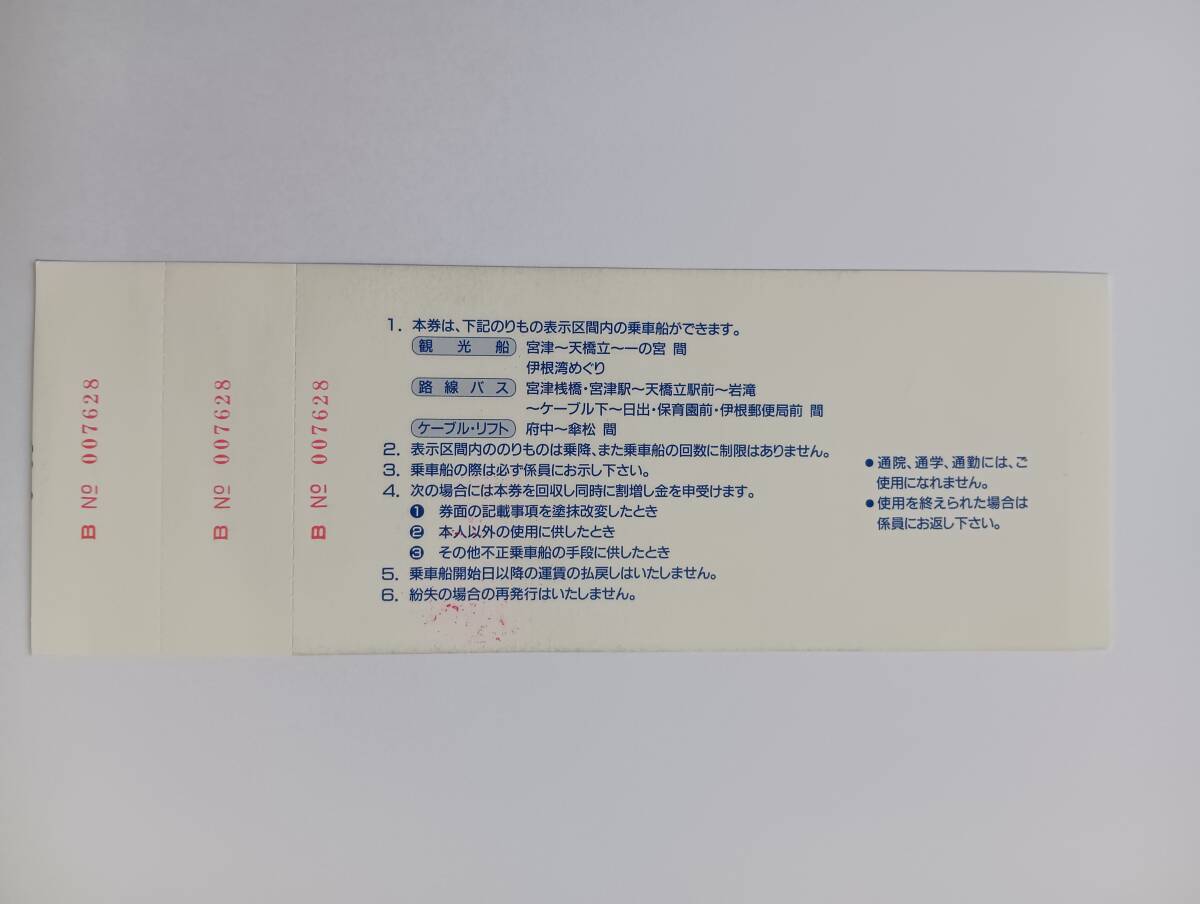 B No 007628
B No 007628
B No 007628
1. 本券は、下記のりもの表示区間内の乗車船ができます。
観光船 宮津〜天橋立〜一の宮 間
伊根湾めぐり
路線バス 宮津桟橋・宮津駅〜天橋立駅前〜岩滝
〜ケーブル下〜日出・保育園前・伊根郵便局前 間
ケーブル・リフト 府中〜傘松 間
2. 表示区間内ののりものは乗降、また乗車船の回数に制限はありません。
3. 乗車船の際は必ず係員にお示し下さい。
4. 次の場合には本券を回収し同時に割増し金を申受けます。
❶ 券面の記載事項を塗抹改変したとき
❷ 本人以外の使用に供したとき
❸ その他不正乗車船の手段に供したとき
5. 乗車船開始日以降の運賃の払戻しはいたしません。
6. 紛失の場合の再発行はいたしません。
●通院、通学、通勤には、ご
使用になれません。
●使用を終えられた場合は
係員にお返し下さい。